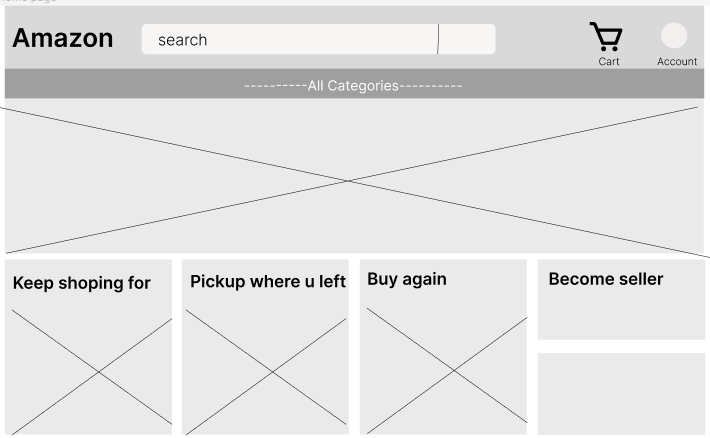 Amazon
search
Cart
Account
----------All Categories----------
Keep shoping for
Pickup where u left
Buy again
Become seller